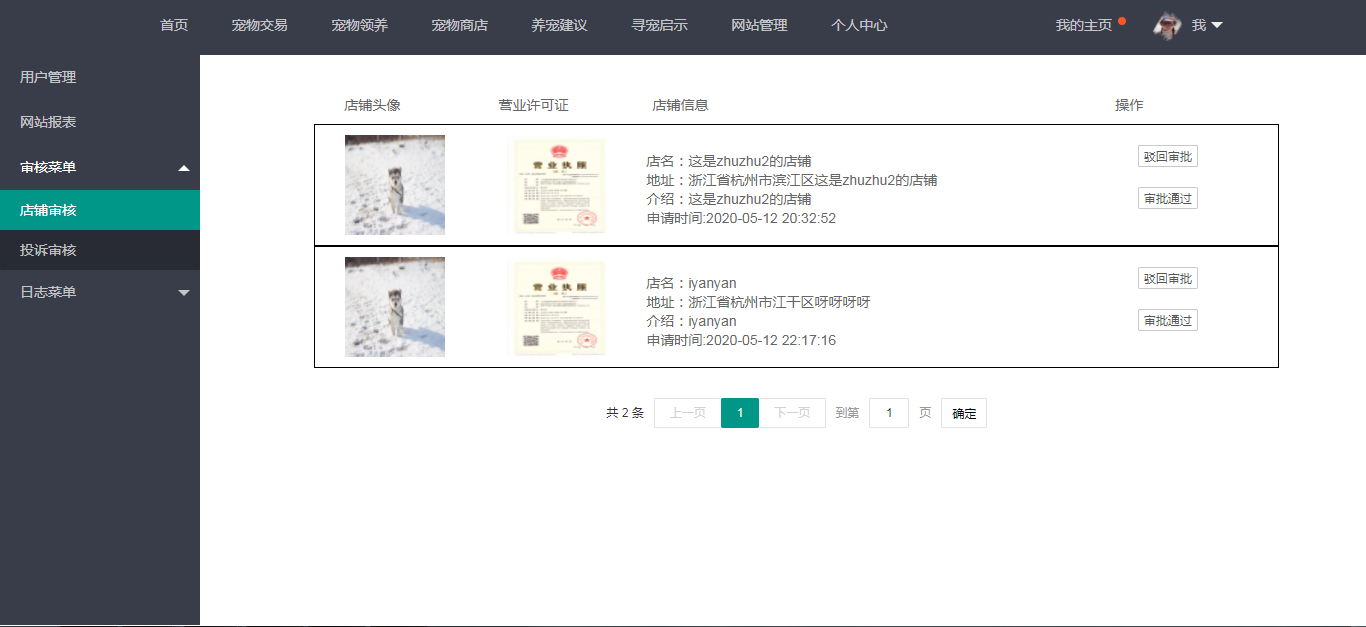 首页 宠物交易 宠物领养 宠物商店 养宠建议 寻宠启示 网站管理 个人中心 我的主页 我
用户管理
网站报表
审核菜单
店铺审核
投诉审核
日志菜单
店铺头像 营业许可证 店铺信息 操作
营业执照
店名：这是zhuzhu2的店铺
地址：浙江省杭州市滨江区这是zhuzhu2的店铺
介绍：这是zhuzhu2的店铺
申请时间:2020-05-12 20:32:52
驳回审批
审批通过
营业执照
店名：iyanyan
地址：浙江省杭州市江干区呀呀呀呀
介绍：iyanyan
申请时间:2020-05-12 22:17:16
驳回审批
审批通过
共 2 条 上一页 1 下一页 到第 1 页 确定